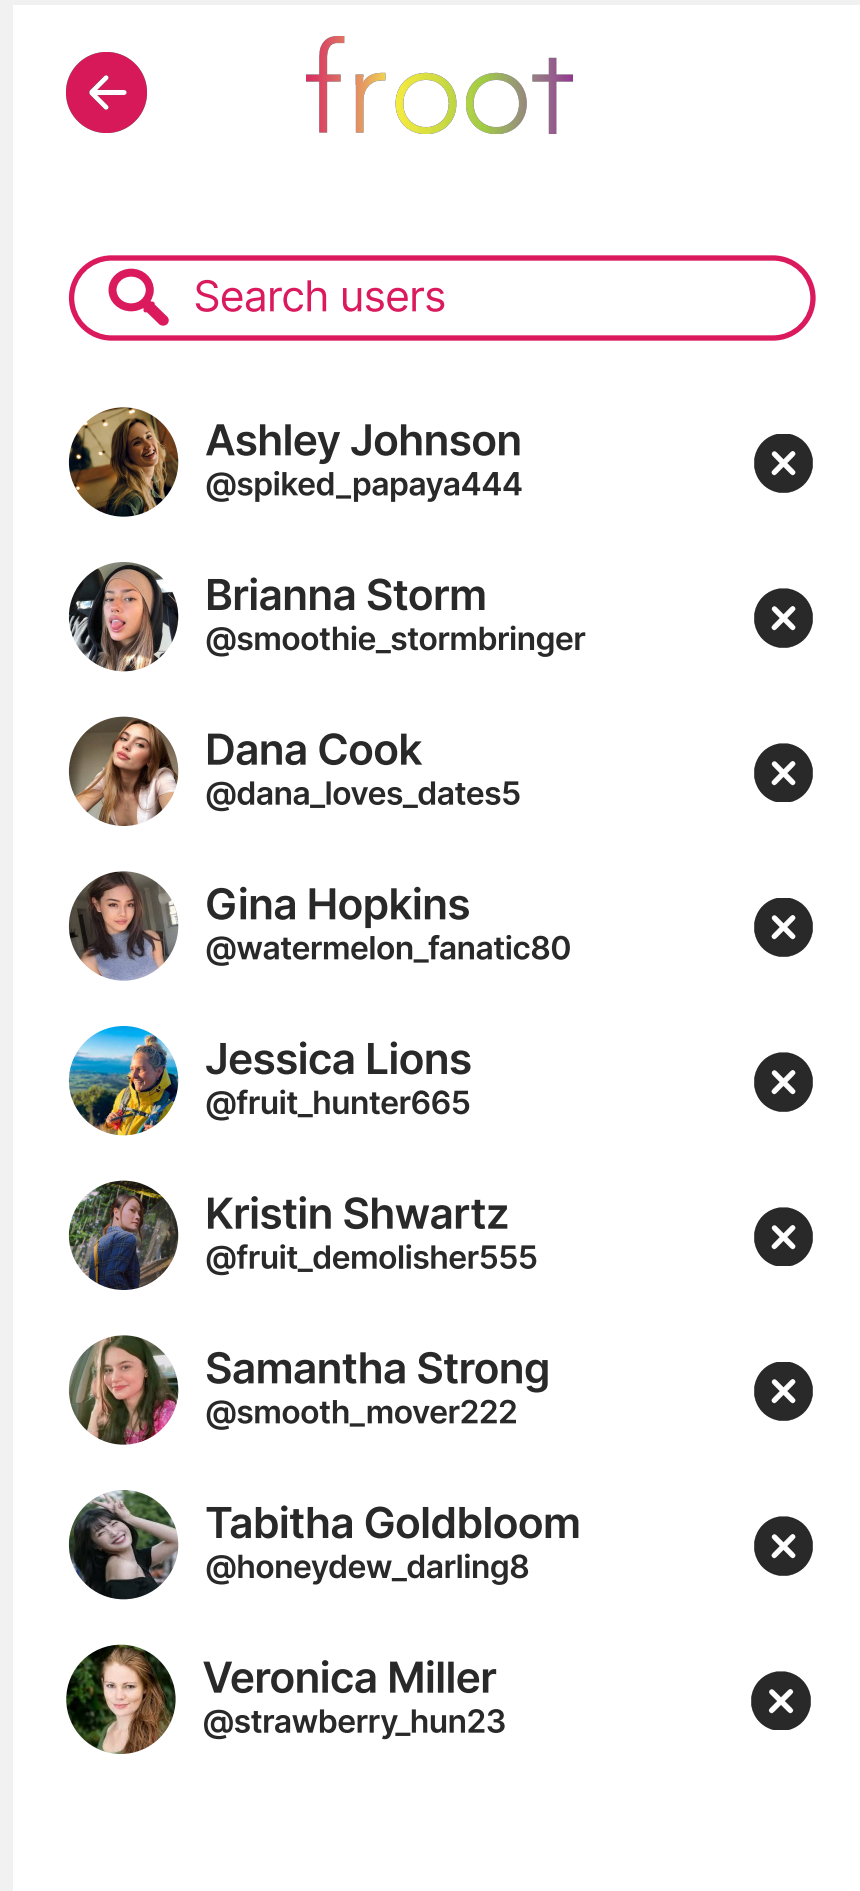 froot
Search users
Ashley Johnson
@spiked_papaya444
Brianna Storm
@smoothie_stormbringer
Dana Cook
@dana_loves_dates5
Gina Hopkins
@watermelon_fanatic80
Jessica Lions
@fruit_hunter665
Kristin Shwartz
@fruit_demolisher555
Samantha Strong
@smooth_mover222
Tabitha Goldbloom
@honeydew_darling8
Veronica Miller
@strawberry_hun23